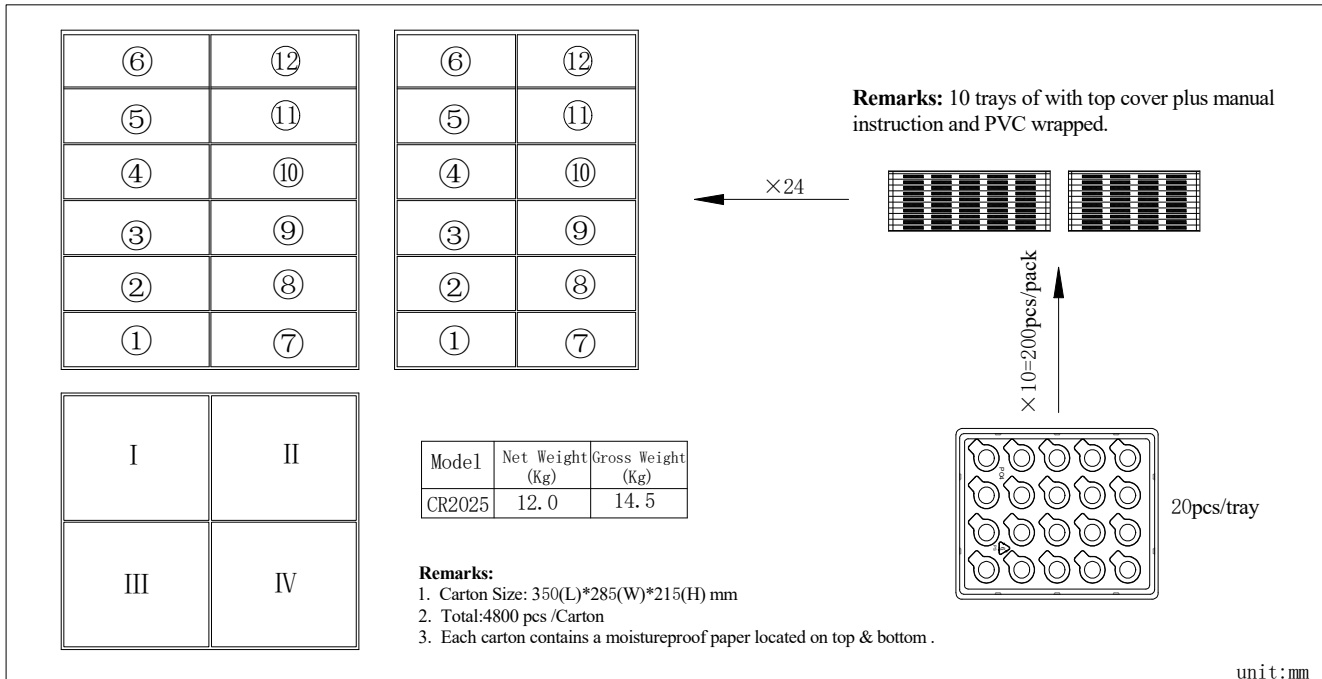 ⑥ ⑫ ⑥ ⑫
⑤ ⑪ ⑤ ⑪
④ ⑩ ④ ⑩
③ ⑨ ③ ⑨
② ⑧ ② ⑧
① ⑦ ① ⑦
Remarks: 10 trays of with top cover plus manual
instruction and PVC wrapped.
×24
×10=200pcs/pack
20pcs/tray
I II
III IV
Model Net Weight (Kg) Gross Weight (Kg)
CR2025 12.0 14.5
Remarks:
1. Carton Size: 350(L)*285(W)*215(H) mm
2. Total:4800 pcs /Carton
3. Each carton contains a moistureproof paper located on top & bottom .
unit:mm